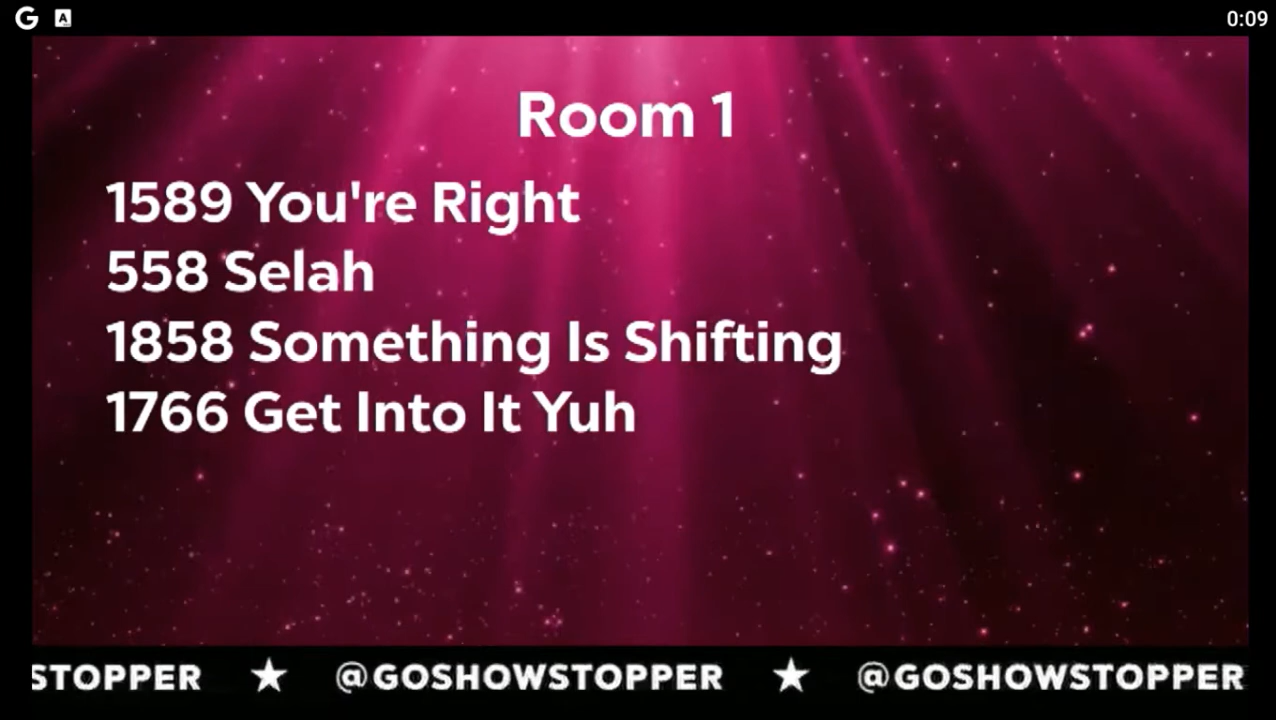 G A 0:09
Room 1
1589 You're Right
558 Selah
1858 Something Is Shifting
1766 Get Into It Yuh
STOPPER ★ @GOSHOWSTOPPER ★ @GOSHOWSTOPPER